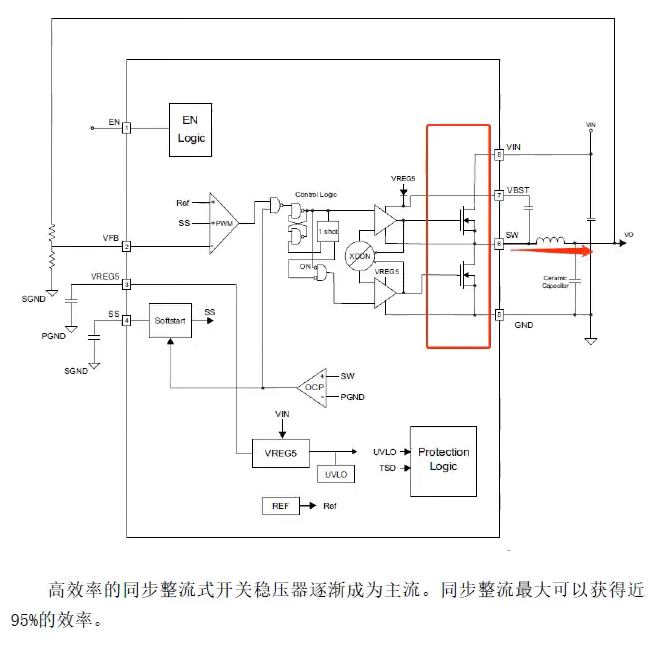 VIN
EN
1
EN
Logic
VIN
8
Control Logic
VREG5
VBST
7
Ref
SS
PWM
1 shot
SW
6
VO
VFB
2
XCON
ON
VREG5
Ceramic
Capacitor
VREG5
3
SGND
SS
4
Softstart
SS
5
GND
PGND
SGND
OCP
SW
PGND
VIN
VREG5
UVLO
UVLO
TSD
Protection
Logic
REF
Ref
高效率的同步整流式开关稳压器逐渐成为主流。同步整流最大可以获得近
95%的效率。